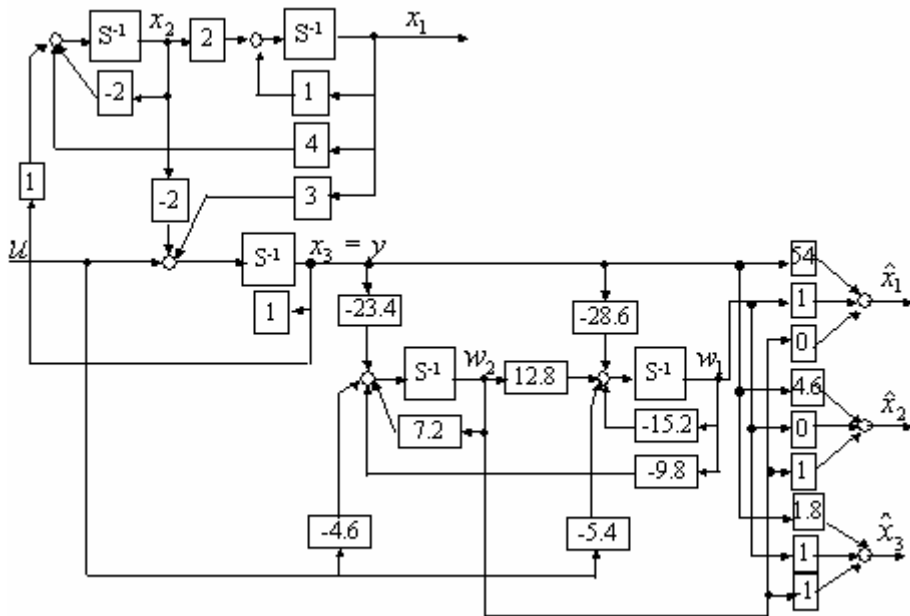 x₂ x₁
S⁻¹ 2 S⁻¹
-2 1
4
1 -2 3
u S⁻¹ x₃ = y 54 x̂₁
1 -23.4 -28.6 1
0
S⁻¹ w₂ 12.8 S⁻¹ w₁ 4.6 x̂₂
7.2 -15.2 0
-9.8 1
1.8 x̂₃
-4.6 -5.4 1
1